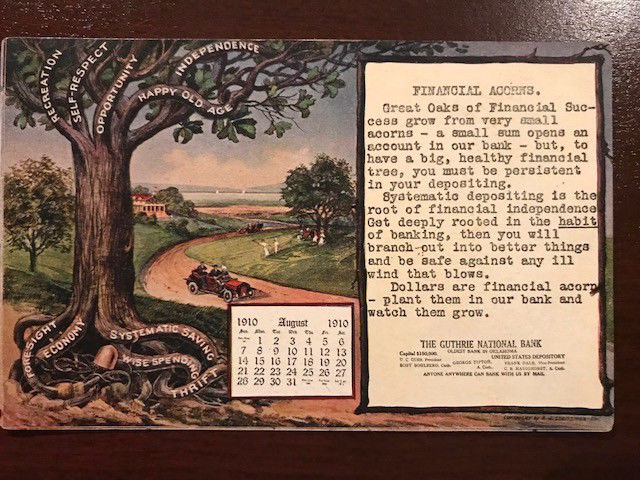 RECREATION
SELF-RESPECT
OPPORTUNITY
INDEPENDENCE
HAPPY OLD AGE
FORESIGHT
ECONOMY
SYSTEMATIC SAVING
WISE SPENDING
THRIFT
1910 August 1910
Sun. Mon. Tue. Wed. Thu. Fri. Sat.
1 2 3 4 5 6
7 8 9 10 11 12 13
14 15 16 17 18 19 20
21 22 23 24 25 26 27
28 29 30 31
FINANCIAL ACORNS.
Great Oaks of Financial Suc-
cess grow from very small
acorns - a small sum opens an
account in our bank - but, to
have a big, healthy financial
tree, you must be persistent
in your depositing.
Systematic depositing is the
root of financial independence
Get deeply rooted in the habit
of banking, then you will
branch-out into better things
and be safe against any ill
wind that blows.
Dollars are financial acorn
- plant them in our bank and
watch them grow.
THE GUTHRIE NATIONAL BANK
OLDEST BANK IN OKLAHOMA
Capital $100,000. UNITED STATES DEPOSITORY
President
Vice-President
A. Cash.
ANYONE ANYWHERE CAN BANK WITH US BY MAIL